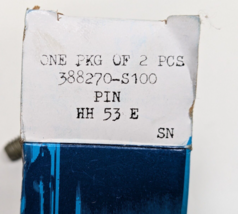 ONE PKG OF 2 PCS
388270-S100
PIN
HH 53 E
SN